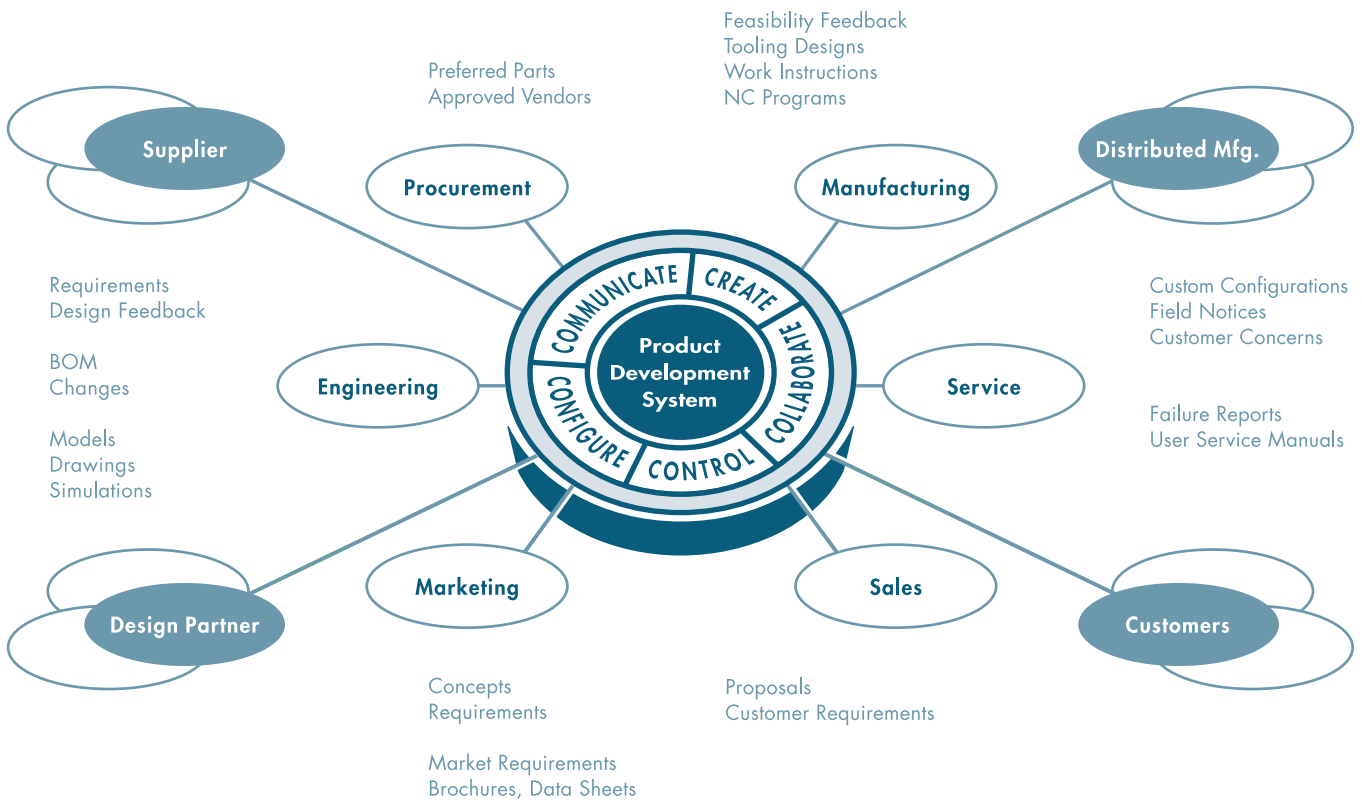 Feasibility Feedback
Tooling Designs
Work Instructions
NC Programs
Preferred Parts
Approved Vendors
Supplier
Distributed Mfg.
Procurement
Manufacturing
Requirements
Design Feedback
BOM
Changes
Models
Drawings
Simulations
Custom Configurations
Field Notices
Customer Concerns
Failure Reports
User Service Manuals
COMMUNICATE
CREATE
COLLABORATE
CONTROL
CONFIGURE
Product
Development
System
Engineering
Service
Marketing
Sales
Design Partner
Customers
Concepts
Requirements
Market Requirements
Brochures, Data Sheets
Proposals
Customer Requirements